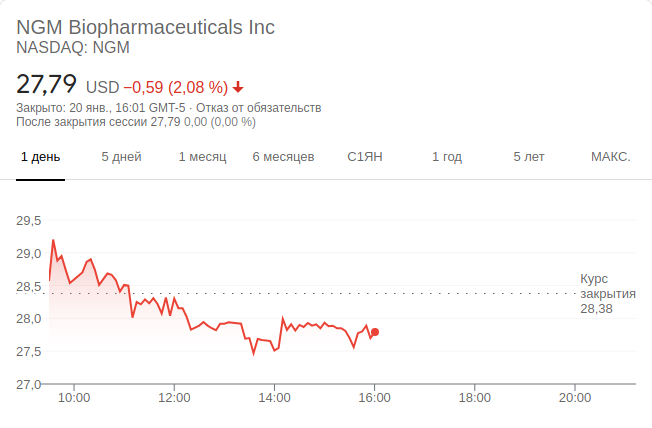 NGM Biopharmaceuticals Inc
NASDAQ: NGM
27,79 USD −0,59 (2,08 %)
Закрыто: 20 янв., 16:01 GMT-5 · Отказ от обязательств
После закрытия сессии 27,79 0,00 (0,00 %)
1 день 5 дней 1 месяц 6 месяцев С1ЯН 1 год 5 лет МАКС.
29,5
29,0
28,5
28,0
27,5
27,0
Курс
закрытия
28,38
10:00 12:00 14:00 16:00 18:00 20:00